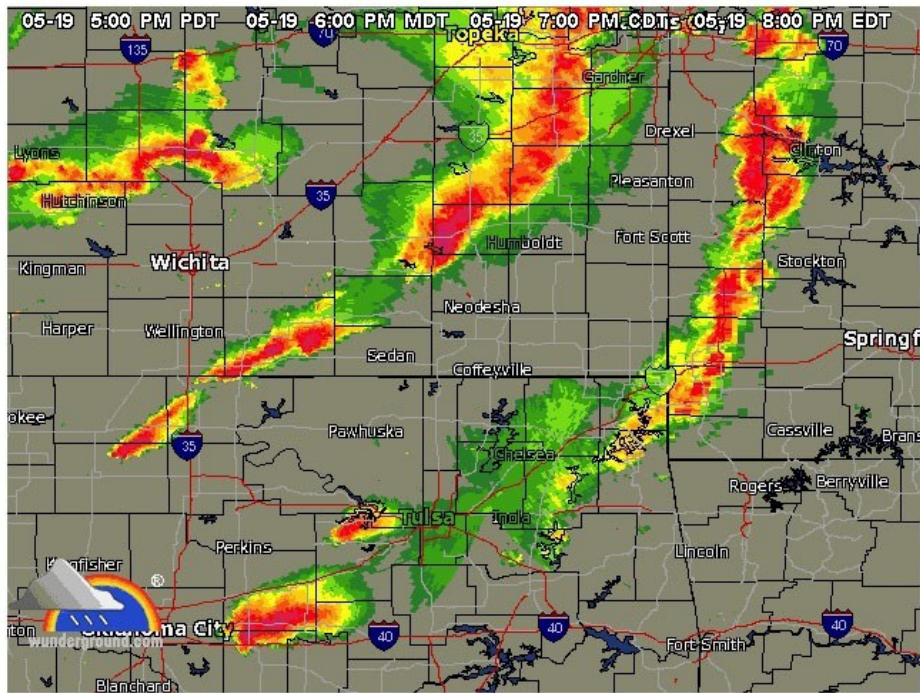 05-19 5:00 PM PDT 05-19 6:00 PM MDT 05-19 7:00 PM CDT 05-19 8:00 PM EDT
Topeka
135
70
70
Gardner
35
Drexel
Lyons
Clinton
Hutchinson
35
Pleasanton
Humboldt
Fort Scott
Kingman
Wichita
Stockton
Neodesha
Harper
Wellington
Sedan
Springf
Coffeyville
okee
35
Pawhuska
Cassville
Brans
Chelsea
Rogers
Berryville
Tulsa
Inola
Perkins
Lincoln
Kingfisher
®
nton
Oklahoma City
wunderground.com
40
40
40
Fort Smith
Blanchard